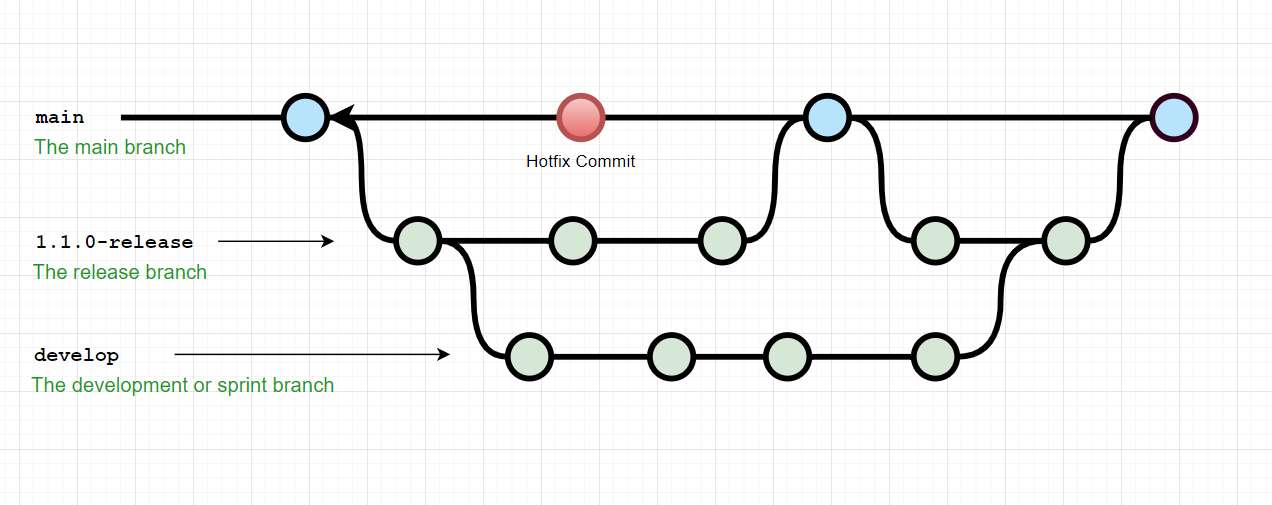 main
The main branch
Hotfix Commit
1.1.0-release
The release branch
develop
The development or sprint branch